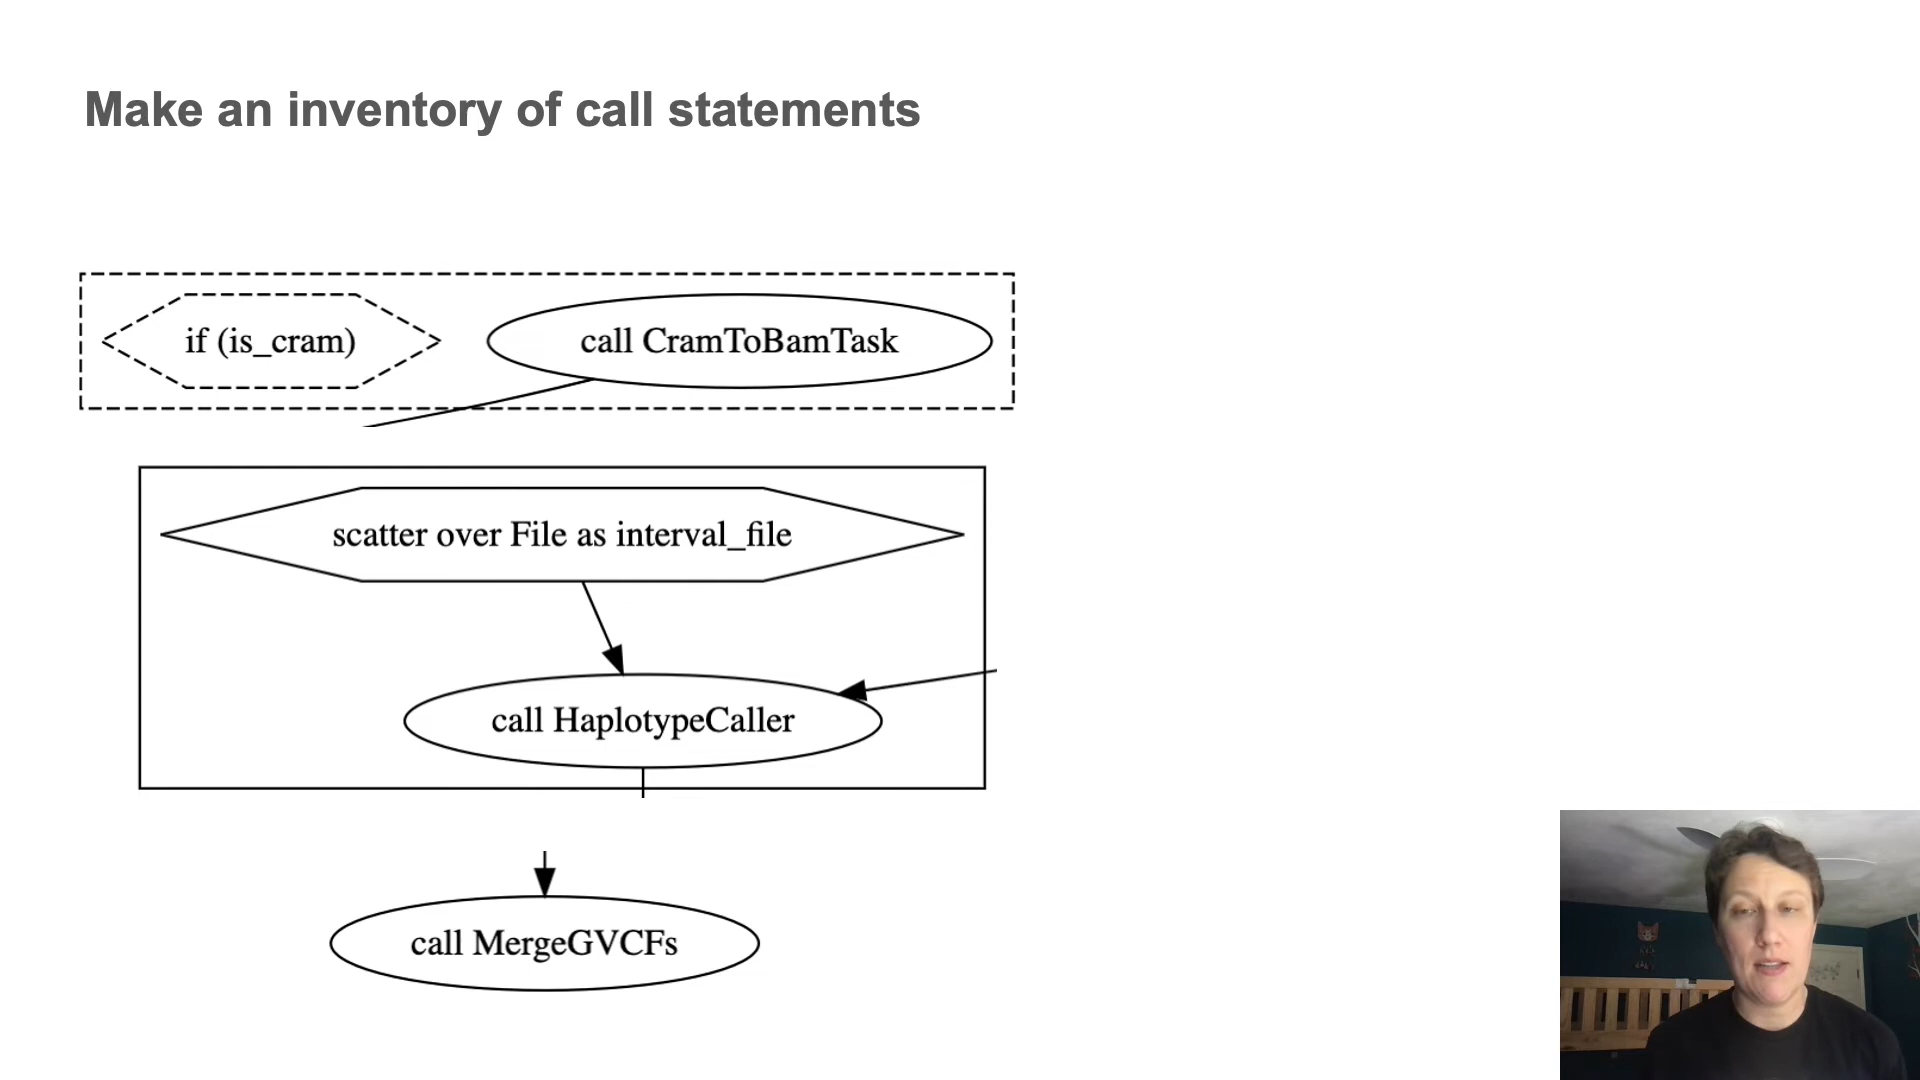 Make an inventory of call statements
if (is_cram)
call CramToBamTask
scatter over File as interval_file
call HaplotypeCaller
call MergeGVCFs